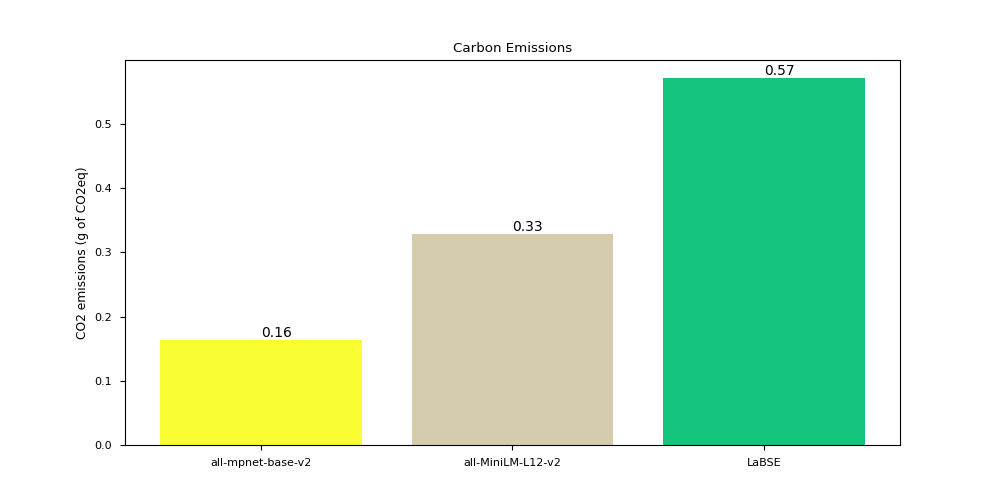 Carbon Emissions
CO2 emissions (g of CO2eq)
0.5
0.4
0.3
0.2
0.1
0.0
0.16
0.33
0.57
all-mpnet-base-v2
all-MiniLM-L12-v2
LaBSE